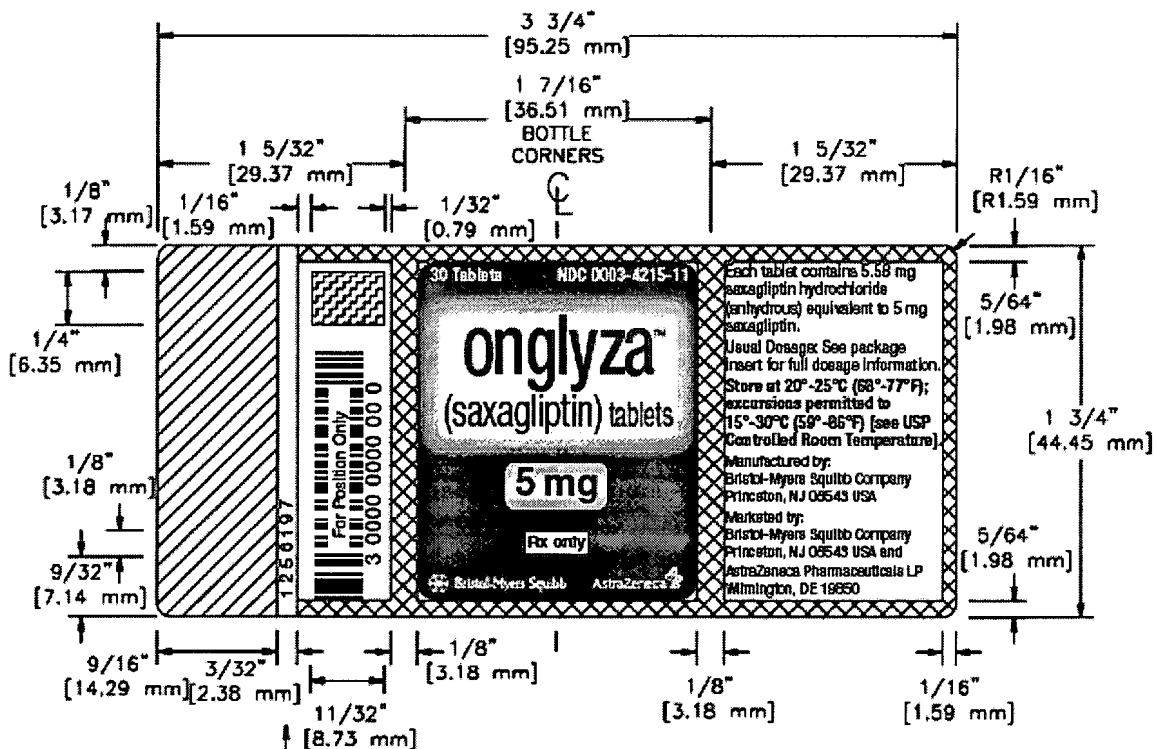 3 3/4"
[95.25 mm]
1 7/16"
[36.51 mm]
BOTTLE
CORNERS
CL
1 5/32"
[29.37 mm]
1 5/32"
[29.37 mm]
1/8"
[3.17 mm]
1/16"
[1.59 mm]
1/32"
[0.79 mm]
R1/16"
[R1.59 mm]
1/4"
[6.35 mm]
5/64"
[1.98 mm]
1 3/4"
[44.45 mm]
1/8"
[3.18 mm]
9/32"
[7.14 mm]
5/64"
[1.98 mm]
1256197
For Position Only
3 0000 0000 00 0
30 Tablets NDC 0003-4215-11
onglyza™
(saxagliptin) tablets
5 mg
Rx only
Bristol-Myers Squibb AstraZeneca
Each tablet contains 5.58 mg
saxagliptin hydrochloride
(anhydrous) equivalent to 5 mg
saxagliptin.
Usual Dosage: See package
insert for full dosage information.
Store at 20°-25°C (68°-77°F);
excursions permitted to
15°-30°C (59°-86°F) [see USP
Controlled Room Temperature].
Manufactured by:
Bristol-Myers Squibb Company
Princeton, NJ 08543 USA
Marketed by:
Bristol-Myers Squibb Company
Princeton, NJ 08543 USA and
AstraZeneca Pharmaceuticals LP
Wilmington, DE 19850
9/16"
[14.29 mm]
3/32"
[2.38 mm]
11/32"
[8.73 mm]
1/8"
[3.18 mm]
1/8"
[3.18 mm]
1/16"
[1.59 mm]